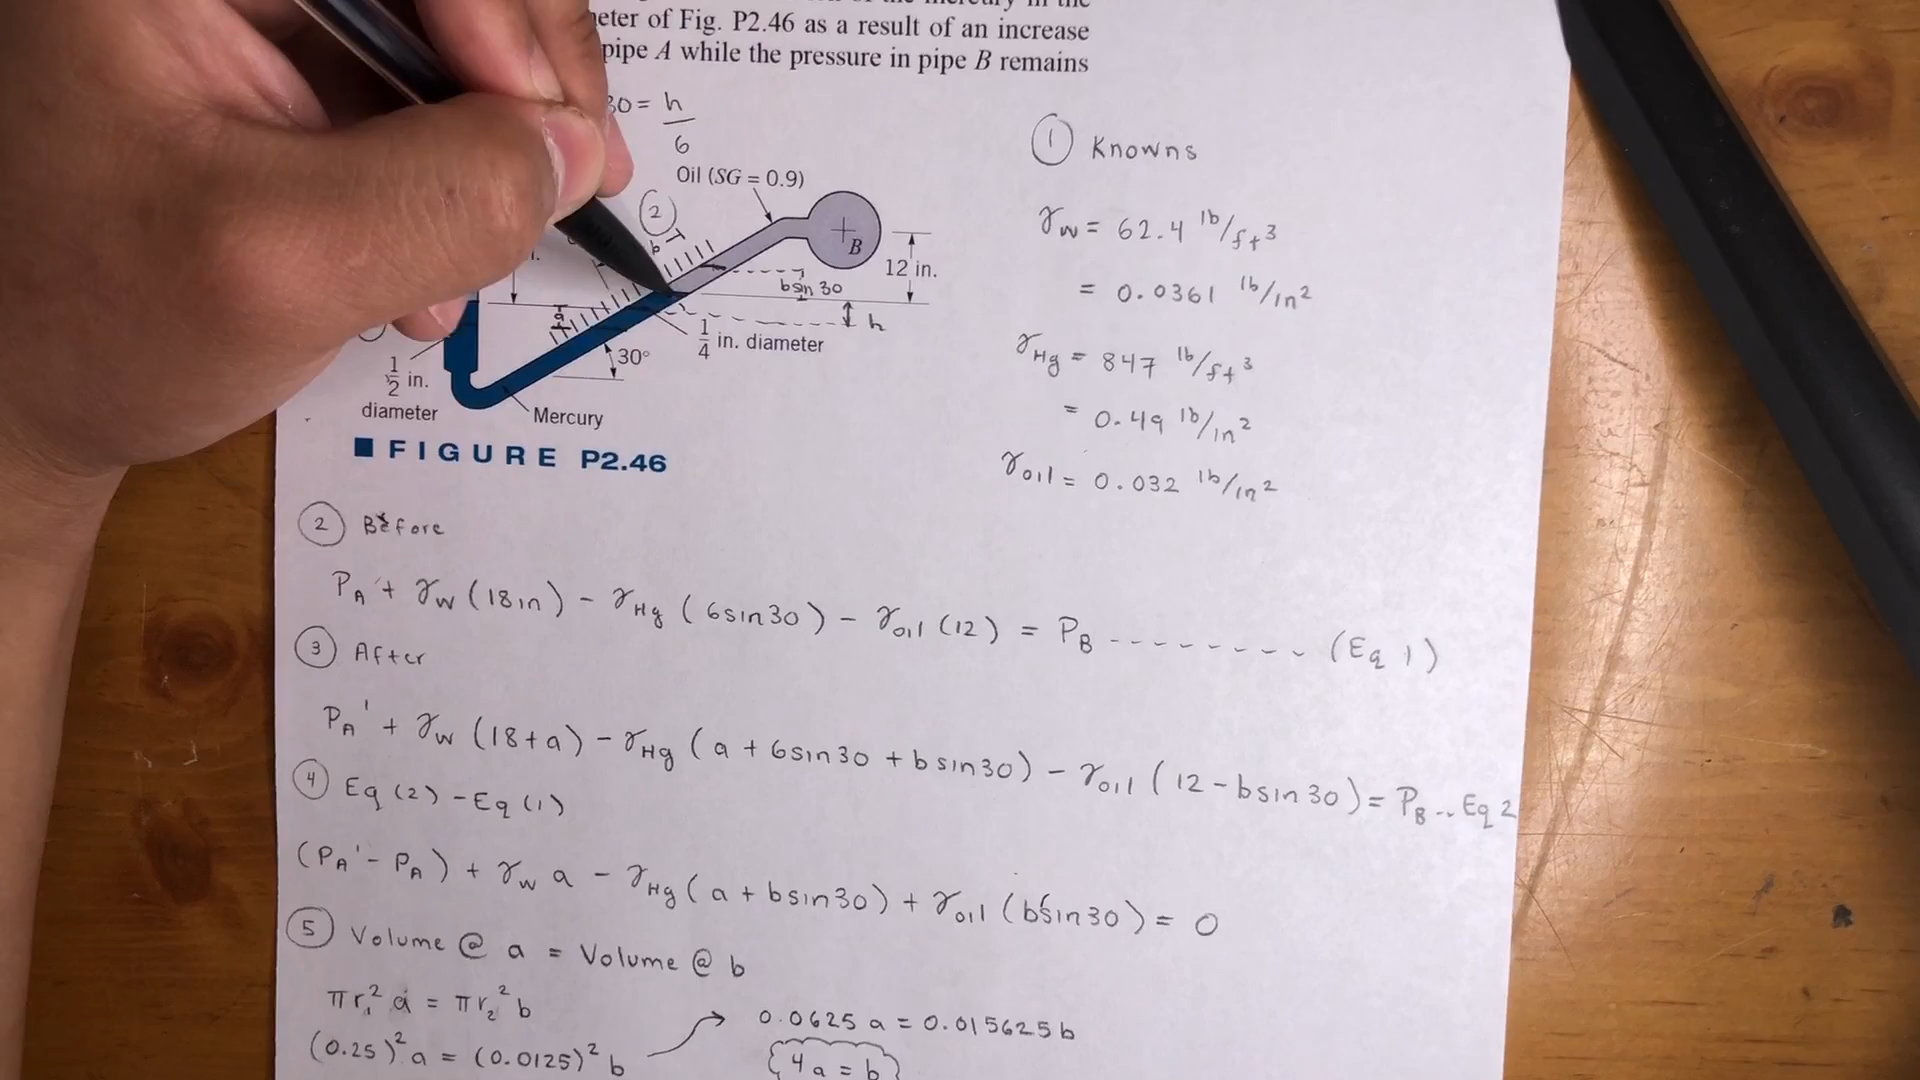 eter of Fig. P2.46 as a result of an increase
pipe A while the pressure in pipe B remains
30 = h
6
Oil (SG = 0.9)
2
b
B
12 in.
b sin 30
h
a
1/4 in. diameter
30°
1/2 in.
diameter
Mercury
FIGURE P2.46
① Knowns
γw = 62.4 lb/ft³
= 0.0361 lb/in²
γHg = 847 lb/ft³
= 0.49 lb/in²
γoil = 0.032 lb/in²
② Before
PA + γw (18in) - γHg (6sin30) - γoil (12) = PB -------- (Eq 1)
③ After
PA' + γw (18+a) - γHg (a + 6sin30 + bsin30) - γoil (12 - bsin30) = PB .. Eq 2
④ Eq (2) - Eq (1)
(PA' - PA) + γw a - γHg (a + bsin30) + γoil (bsin30) = 0
⑤ Volume @ a = Volume @ b
πr₁² a = πr₂² b
(0.25)² a = (0.0125)² b
0.0625 a = 0.015625 b
4a = b